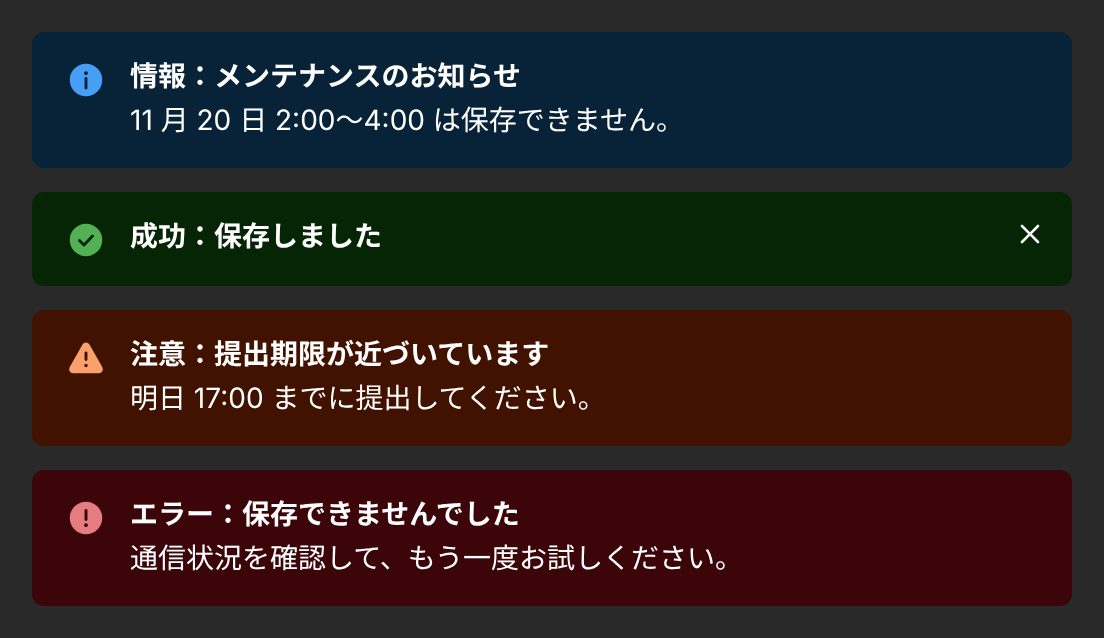 情報：メンテナンスのお知らせ
11 月 20 日 2:00〜4:00 は保存できません。
成功：保存しました
注意：提出期限が近づいています
明日 17:00 までに提出してください。
エラー：保存できませんでした
通信状況を確認して、もう一度お試しください。